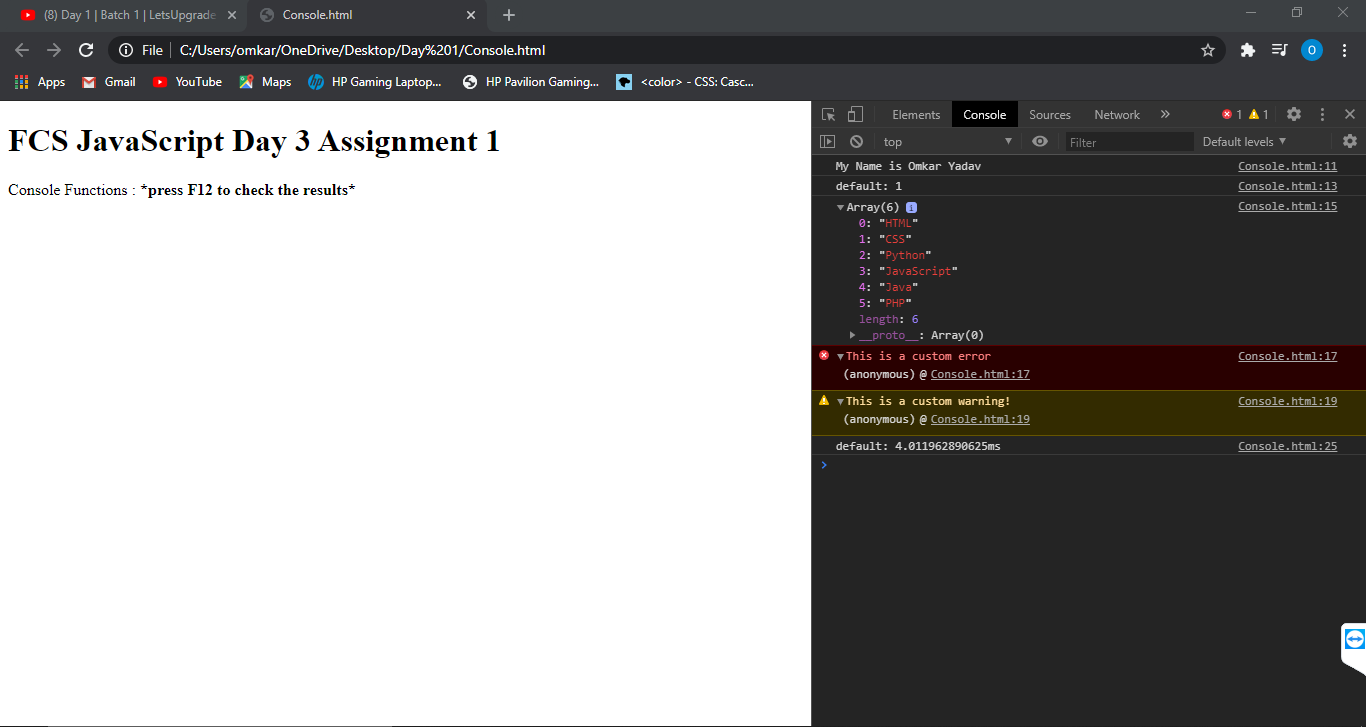 (8) Day 1 | Batch 1 | LetsUpgrade
Console.html
File
C:/Users/omkar/OneDrive/Desktop/Day%201/Console.html
O
Apps
Gmail
YouTube
Maps
HP Gaming Laptop...
HP Pavilion Gaming...
<color> - CSS: Casc...
FCS JavaScript Day 3 Assignment 1
Console Functions : *press F12 to check the results*
Elements Console Sources Network » 1 1
top Filter Default levels
My Name is Omkar Yadav Console.html:11
default: 1 Console.html:13
Array(6) i Console.html:15
0: "HTML"
1: "CSS"
2: "Python"
3: "JavaScript"
4: "Java"
5: "PHP"
length: 6
__proto__: Array(0)
This is a custom error Console.html:17
(anonymous) @ Console.html:17
This is a custom warning! Console.html:19
(anonymous) @ Console.html:19
default: 4.011962890625ms Console.html:25